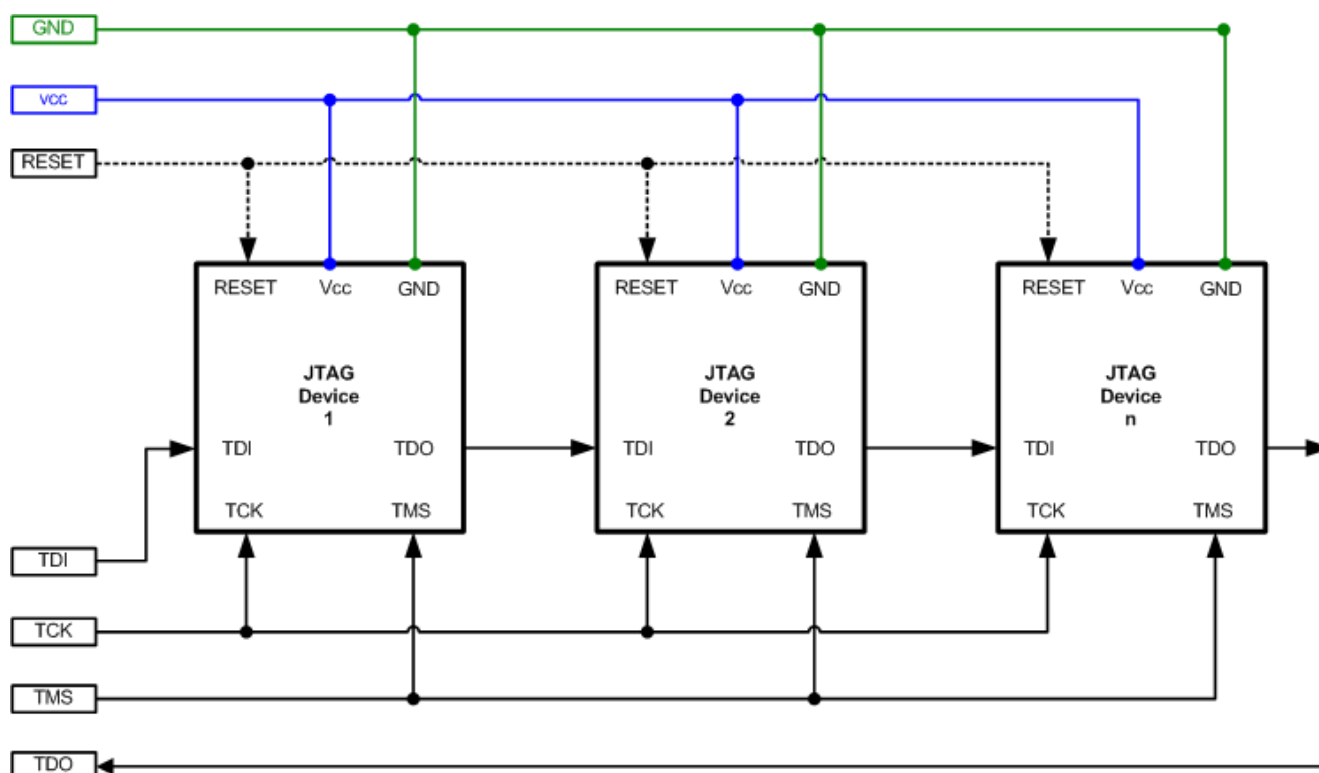 GND
vcc
RESET
RESET Vcc GND
JTAG
Device
1
TDI TDO
TCK TMS
RESET Vcc GND
JTAG
Device
2
TDI TDO
TCK TMS
RESET Vcc GND
JTAG
Device
n
TDI TDO
TCK TMS
TDI
TCK
TMS
TDO